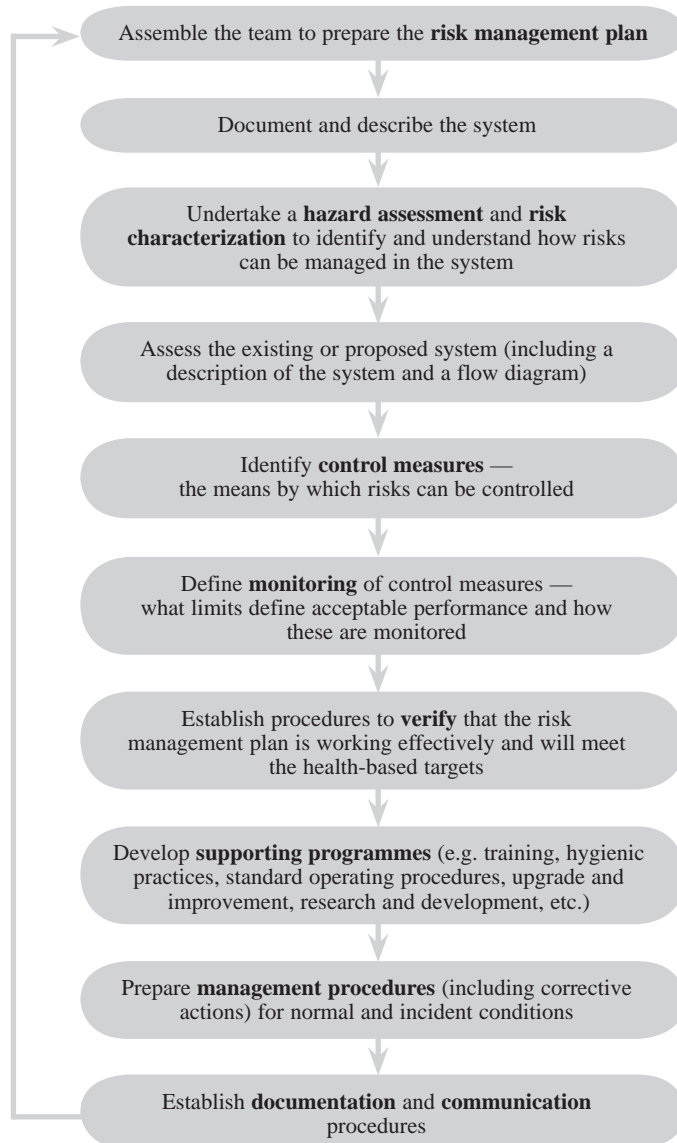 Assemble the team to prepare the risk management plan
Document and describe the system
Undertake a hazard assessment and risk
characterization to identify and understand how risks
can be managed in the system
Assess the existing or proposed system (including a
description of the system and a flow diagram)
Identify control measures —
the means by which risks can be controlled
Define monitoring of control measures —
what limits define acceptable performance and how
these are monitored
Establish procedures to verify that the risk
management plan is working effectively and will meet
the health-based targets
Develop supporting programmes (e.g. training, hygienic
practices, standard operating procedures, upgrade and
improvement, research and development, etc.)
Prepare management procedures (including corrective
actions) for normal and incident conditions
Establish documentation and communication
procedures